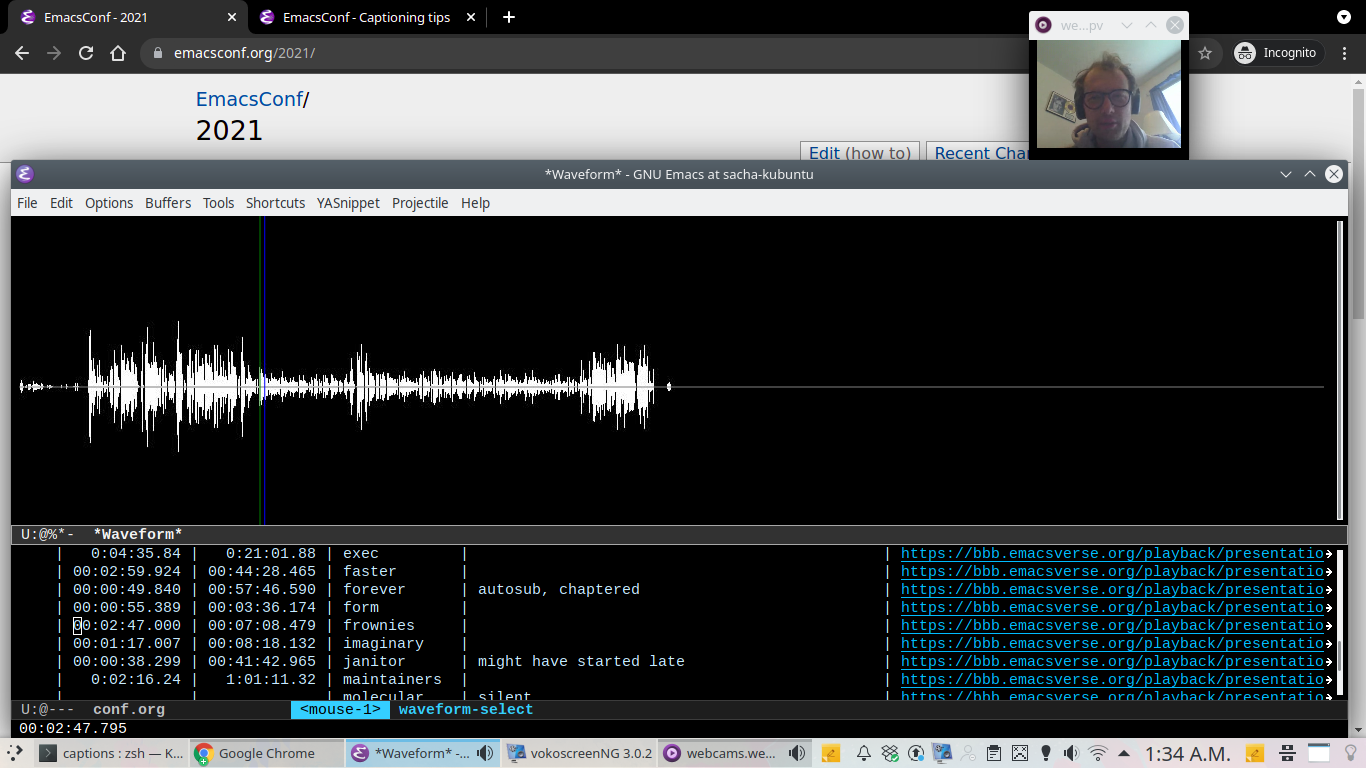 EmacsConf - 2021
EmacsConf - Captioning tips
we...pv
emacsconf.org/2021/
Incognito
EmacsConf/
2021
Edit (how to)
Recent Cha
*Waveform* - GNU Emacs at sacha-kubuntu
File Edit Options Buffers Tools Shortcuts YASnippet Projectile Help
U:@%*- *Waveform*
| 0:04:35.84 | 0:21:01.88 | exec | | https://bbb.emacsverse.org/playback/presentatio
| 00:02:59.924 | 00:44:28.465 | faster | | https://bbb.emacsverse.org/playback/presentatio
| 00:00:49.840 | 00:57:46.590 | forever | autosub, chaptered | https://bbb.emacsverse.org/playback/presentatio
| 00:00:55.389 | 00:03:36.174 | form | | https://bbb.emacsverse.org/playback/presentatio
| 00:02:47.000 | 00:07:08.479 | frownies | | https://bbb.emacsverse.org/playback/presentatio
| 00:01:17.007 | 00:08:18.132 | imaginary | | https://bbb.emacsverse.org/playback/presentatio
| 00:00:38.299 | 00:41:42.965 | janitor | might have started late | https://bbb.emacsverse.org/playback/presentatio
| 0:02:16.24 | 1:01:11.32 | maintainers | | https://bbb.emacsverse.org/playback/presentatio
| | | molecular | silent | https://bbb.emacsverse.org/playback/presentatio
U:@--- conf.org <mouse-1> waveform-select
00:02:47.795
captions : zsh — K...
Google Chrome
*Waveform* -...
vokoscreenNG 3.0.2
webcams.we...
1:34 A.M.